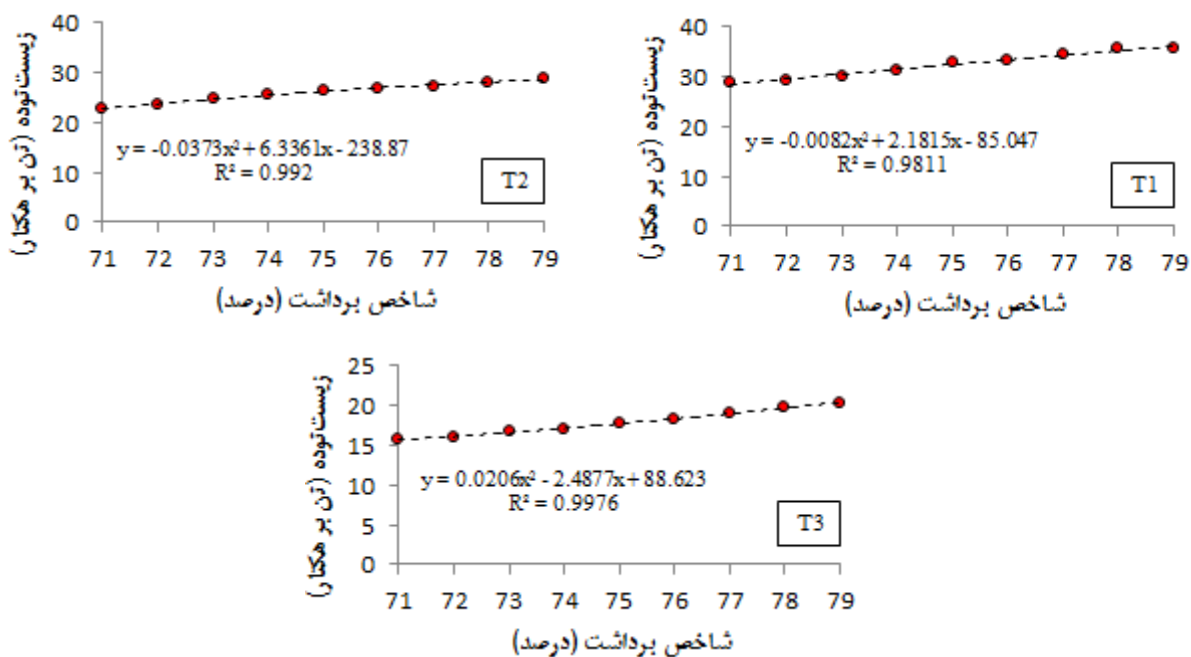 زیست‌توده (تن بر هکتار)
40
30
20
10
0
y = -0.0082x² + 2.1815x - 85.047
R² = 0.9811
T1
71 72 73 74 75 76 77 78 79
شاخص برداشت (درصد)
زیست‌توده (تن بر هکتار)
40
30
20
10
0
y = -0.0373x² + 6.3361x - 238.87
R² = 0.992
T2
71 72 73 74 75 76 77 78 79
شاخص برداشت (درصد)
زیست‌توده (تن بر هکتار)
25
20
15
10
5
0
y = 0.0206x² - 2.4877x + 88.623
R² = 0.9976
T3
71 72 73 74 75 76 77 78 79
شاخص برداشت (درصد)